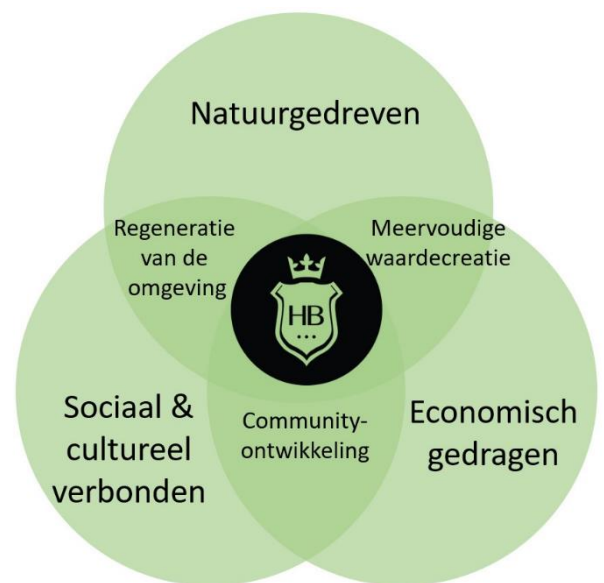 Natuurgedreven
Regeneratie
van de
omgeving
Meervoudige
waardecreatie
HB
Sociaal &
cultureel
verbonden
Community-
ontwikkeling
Economisch
gedragen